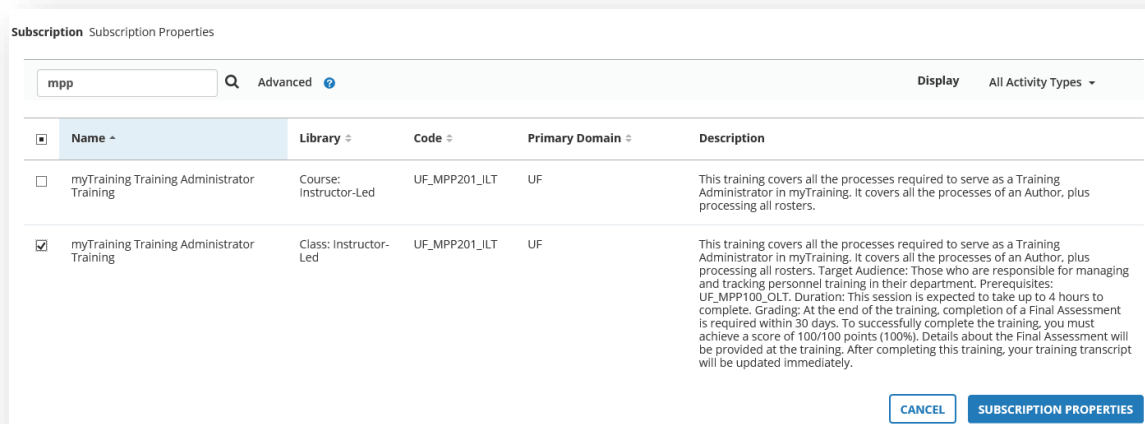 Subscription Subscription Properties
mpp
Advanced
Display All Activity Types
Name Library Code Primary Domain Description
myTraining Training Administrator
Training
Course:
Instructor-Led
UF_MPP201_ILT
UF
This training covers all the processes required to serve as a Training
Administrator in myTraining. It covers all the processes of an Author, plus
processing all rosters.
myTraining Training Administrator
Training
Class: Instructor-
Led
UF_MPP201_ILT
UF
This training covers all the processes required to serve as a Training
Administrator in myTraining. It covers all the processes of an Author, plus
processing all rosters. Target Audience: Those who are responsible for managing
and tracking personnel training in their department. Prerequisites:
UF_MPP100_OLT. Duration: This session is expected to take up to 4 hours to
complete. Grading: At the end of the training, completion of a Final Assessment
is required within 30 days. To successfully complete the training, you must
achieve a score of 100/100 points (100%). Details about the Final Assessment will
be provided at the training. After completing this training, your training transcript
will be updated immediately.
CANCEL SUBSCRIPTION PROPERTIES